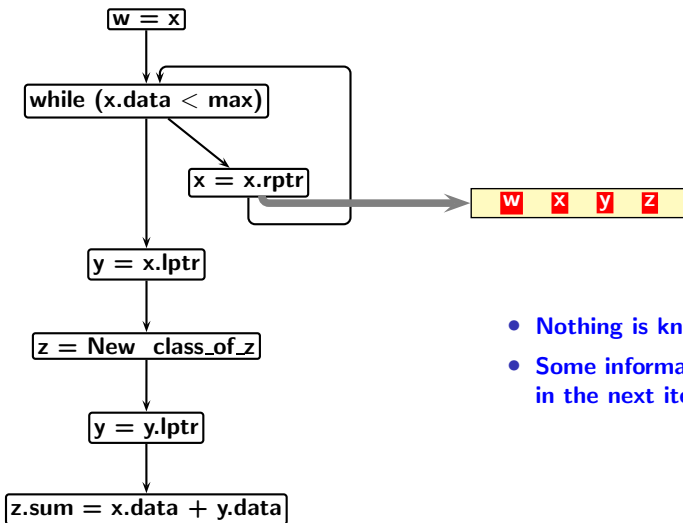 w = x
while (x.data < max)
x = x.rptr
w x y z
y = x.lptr
z = New class_of_z
y = y.lptr
z.sum = x.data + y.data
• Nothing is kn
• Some informa
in the next ite